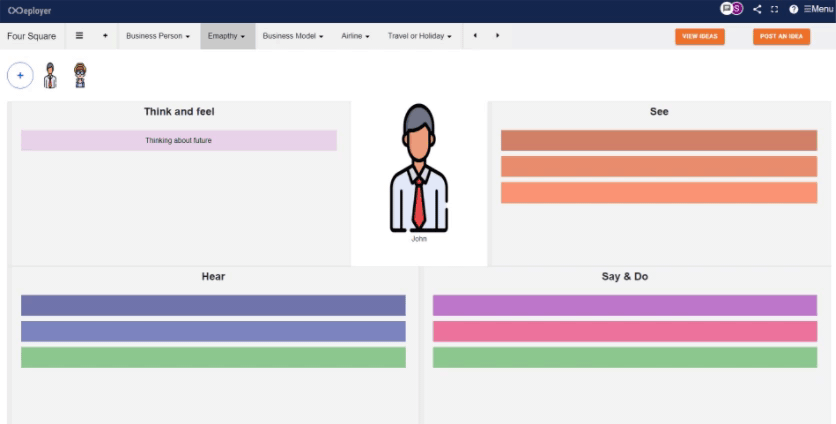 eployer
S
Menu
Four Square
Business Person
Emapthy
Business Model
Airline
Travel or Holiday
VIEW IDEAS
POST AN IDEA
Think and feel
See
Thinking about future
John
Hear
Say & Do